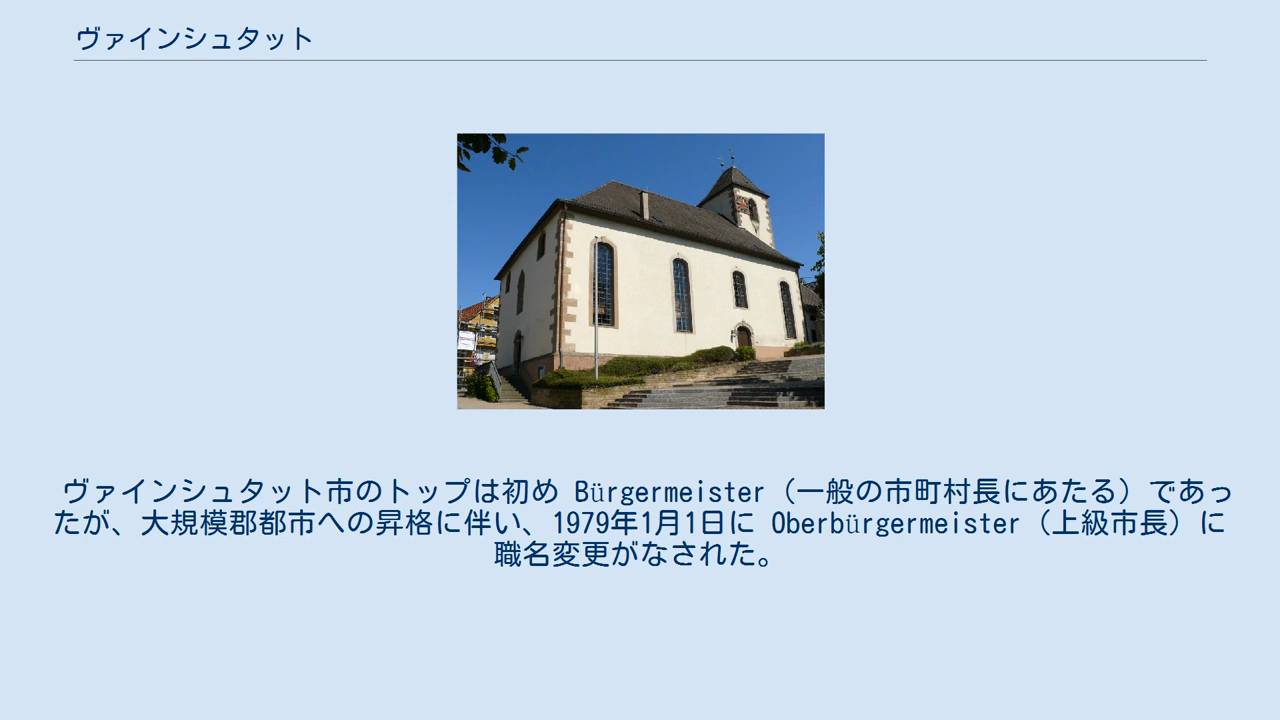 ヴァインシュタット
ヴァインシュタット市のトップは初め Bürgermeister（一般の市町村長にあたる）であっ
たが、大規模郡都市への昇格に伴い、1979年1月1日に Oberbürgermeister（上級市長）に
職名変更がなされた。